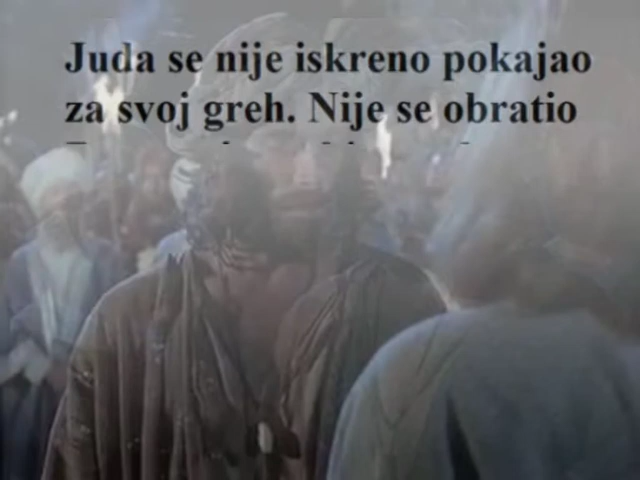 Juda se nije iskreno pokajao
za svoj greh. Nije se obratio